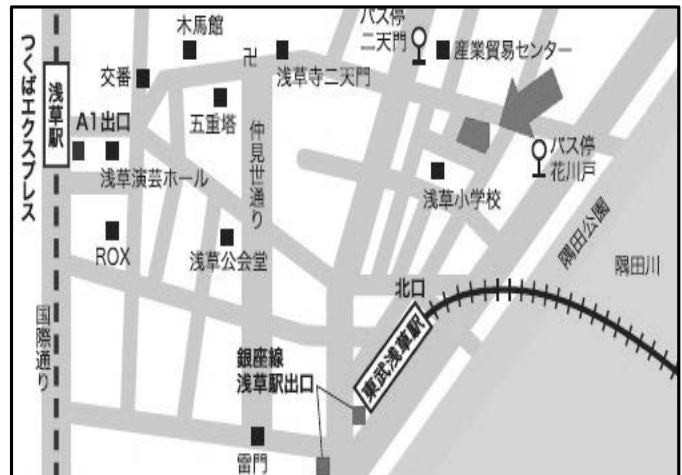 つくばエクスプレス
浅草駅
木馬館
バス停
二天門
産業貿易センター
卍
浅草寺二天門
交番
五重塔
A1出口
仲見世通り
浅草演芸ホール
浅草小学校
バス停
花川戸
ROX
浅草公会堂
隅田公園
隅田川
北口
国際通り
銀座線
浅草駅出口
東武浅草駅
雷門